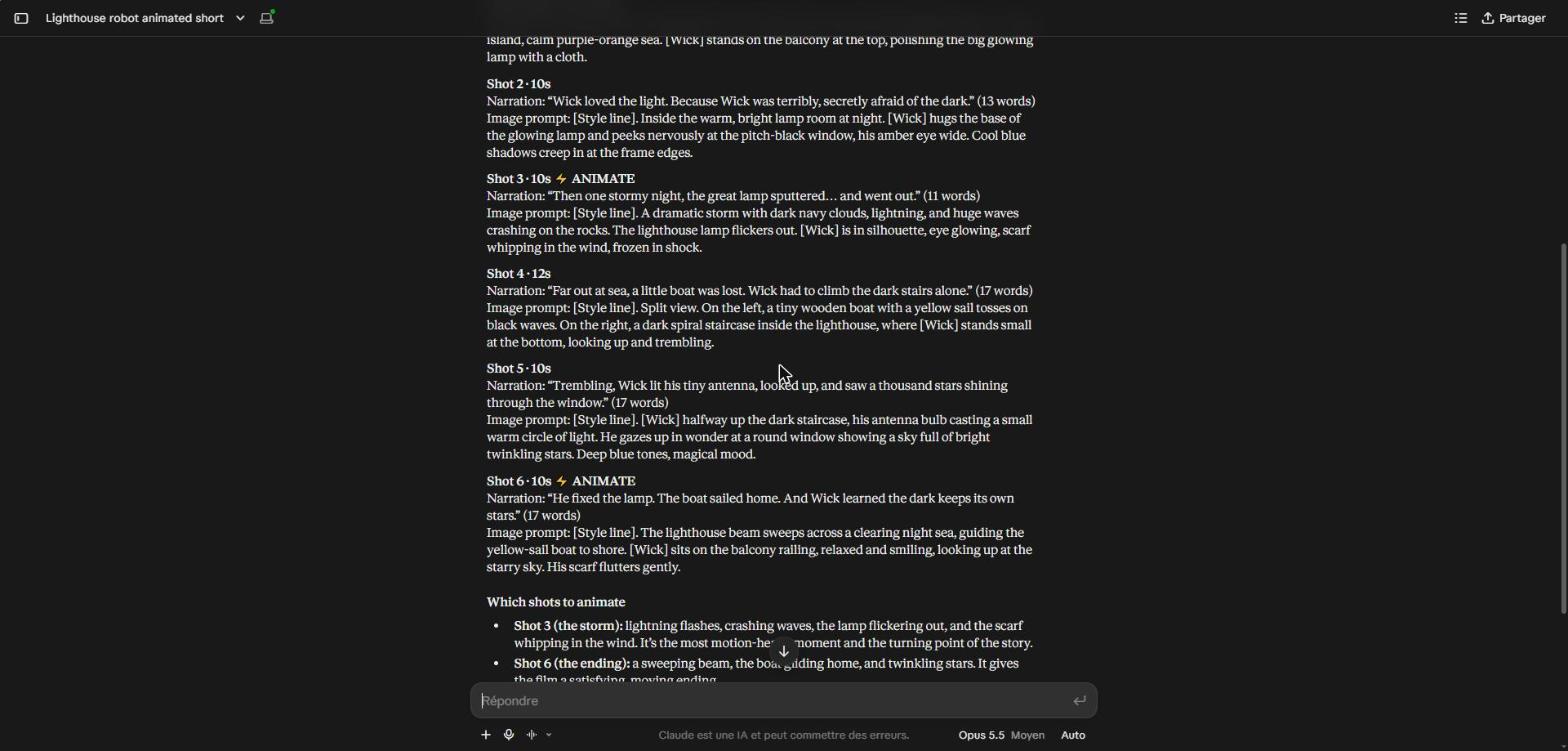 Lighthouse robot animated short
Partager
island, calm purple-orange sea. [Wick] stands on the balcony at the top, polishing the big glowing
lamp with a cloth.
Shot 2 · 10s
Narration: “Wick loved the light. Because Wick was terribly, secretly afraid of the dark.” (13 words)
Image prompt: [Style line]. Inside the warm, bright lamp room at night. [Wick] hugs the base of
the glowing lamp and peeks nervously at the pitch-black window, his amber eye wide. Cool blue
shadows creep in at the frame edges.
Shot 3 · 10s ⚡ ANIMATE
Narration: “Then one stormy night, the great lamp sputtered… and went out.” (11 words)
Image prompt: [Style line]. A dramatic storm with dark navy clouds, lightning, and huge waves
crashing on the rocks. The lighthouse lamp flickers out. [Wick] is in silhouette, eye glowing, scarf
whipping in the wind, frozen in shock.
Shot 4 · 12s
Narration: “Far out at sea, a little boat was lost. Wick had to climb the dark stairs alone.” (17 words)
Image prompt: [Style line]. Split view. On the left, a tiny wooden boat with a yellow sail tosses on
black waves. On the right, a dark spiral staircase inside the lighthouse, where [Wick] stands small
at the bottom, looking up and trembling.
Shot 5 · 10s
Narration: “Trembling, Wick lit his tiny antenna, looked up, and saw a thousand stars shining
through the window.” (17 words)
Image prompt: [Style line]. [Wick] halfway up the dark staircase, his antenna bulb casting a small
warm circle of light. He gazes up in wonder at a round window showing a sky full of bright
twinkling stars. Deep blue tones, magical mood.
Shot 6 · 10s ⚡ ANIMATE
Narration: “He fixed the lamp. The boat sailed home. And Wick learned the dark keeps its own
stars.” (17 words)
Image prompt: [Style line]. The lighthouse beam sweeps across a clearing night sea, guiding the
yellow-sail boat to shore. [Wick] sits on the balcony railing, relaxed and smiling, looking up at the
starry sky. His scarf flutters gently.
Which shots to animate
• Shot 3 (the storm): lightning flashes, crashing waves, the lamp flickering out, and the scarf
whipping in the wind. It’s the most moment and the turning point of the story.
• Shot 6 (the ending): a sweeping beam, the boat gliding home, and twinkling stars. It gives
the film a satisfying, moving ending.
Répondre
Claude est une IA et peut commettre des erreurs.
Opus 5.5 Moyen Auto